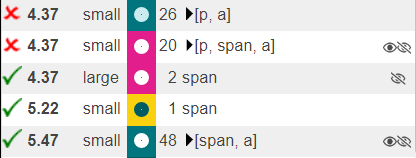 4.37 small 26 [p, a]
4.37 small 20 [p, span, a]
4.37 large 2 span
5.22 small 1 span
5.47 small 48 [span, a]